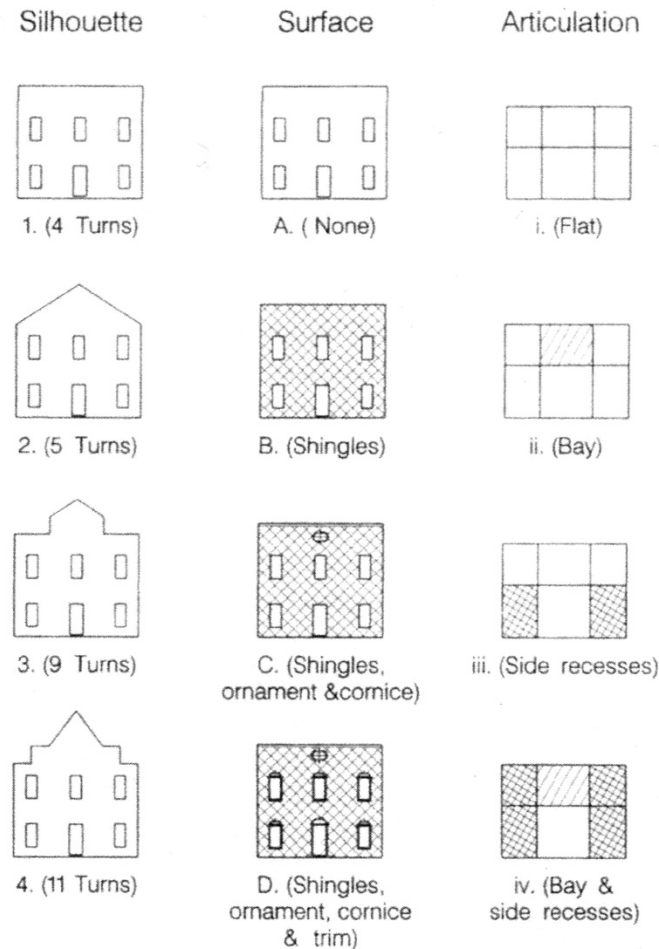 Silhouette Surface Articulation
1. (4 Turns) A. ( None) i. (Flat)
2. (5 Turns) B. (Shingles) ii. (Bay)
3. (9 Turns) C. (Shingles, iii. (Side recesses)
ornament &cornice)
4. (11 Turns) D. (Shingles, iv. (Bay &
ornament, cornice side recesses)
& trim)